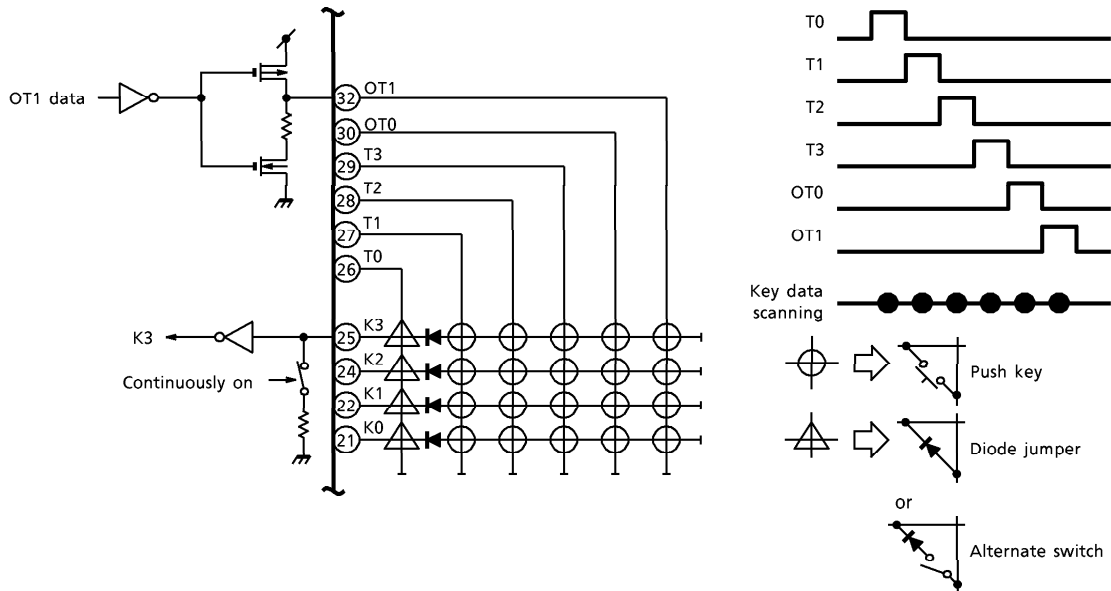 OT1 data
32 OT1
30 OT0
29 T3
28 T2
27 T1
26 T0
K3
25 K3
Continuously on
24 K2
22 K1
21 K0
T0
T1
T2
T3
OT0
OT1
Key data
scanning
Push key
Diode jumper
or
Alternate switch